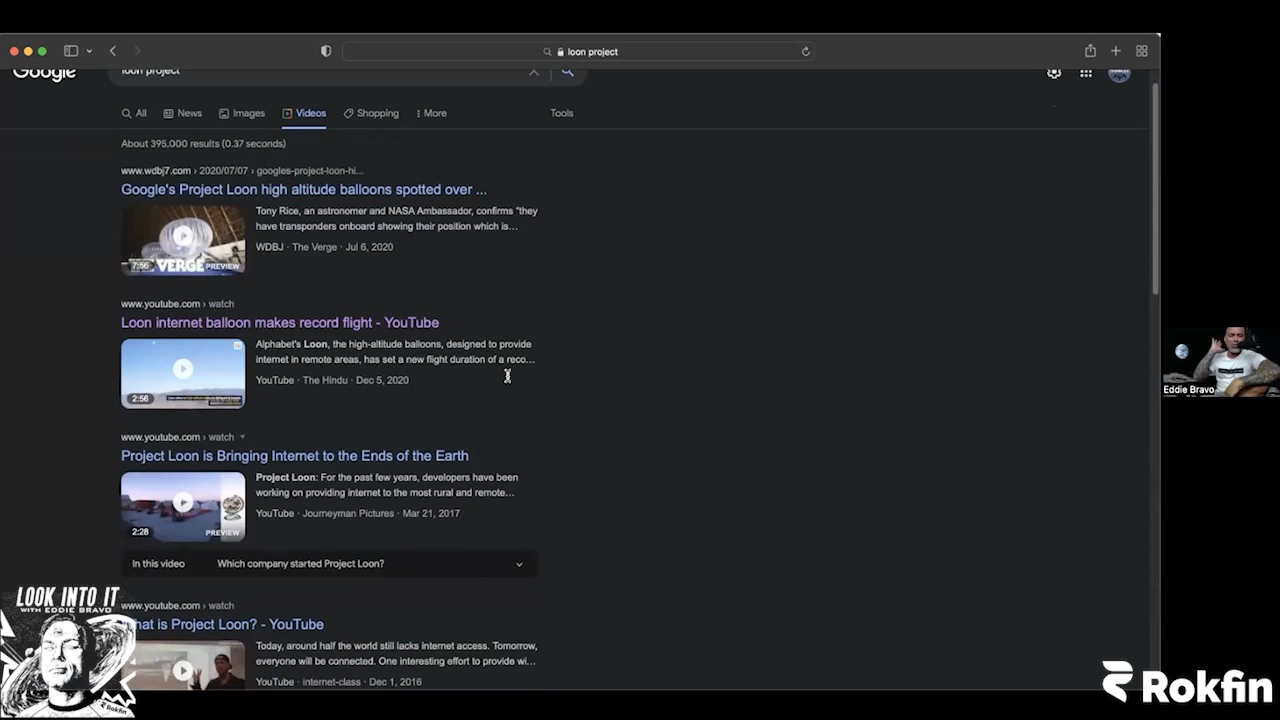 loon project
Google
loon project
All
News
Images
Videos
Shopping
More
Tools
About 395,000 results (0.37 seconds)
www.wdbj7.com › 2020/07/07 › googles-project-loon-hi...
Google's Project Loon high altitude balloons spotted over ...
Tony Rice, an astronomer and NASA Ambassador, confirms "they
have transponders onboard showing their position which is...
7:56
VERGE
PREVIEW
WDBJ · The Verge · Jul 6, 2020
www.youtube.com › watch
Loon internet balloon makes record flight - YouTube
Alphabet's Loon, the high-altitude balloons, designed to provide
internet in remote areas, has set a new flight duration of a reco...
2:56
YouTube · The Hindu · Dec 5, 2020
Eddie Bravo
www.youtube.com › watch
Project Loon is Bringing Internet to the Ends of the Earth
Project Loon: For the past few years, developers have been
working on providing internet to the most rural and remote...
2:28
PREVIEW
YouTube · Journeyman Pictures · Mar 21, 2017
In this video
Which company started Project Loon?
www.youtube.com › watch
hat is Project Loon? - YouTube
Today, around half the world still lacks internet access. Tomorrow,
everyone will be connected. One interesting effort to provide wi...
YouTube · internet-class · Dec 1, 2016
LOOK INTO IT
WITH EDDIE BRAVO
Rokfin
Rokfin